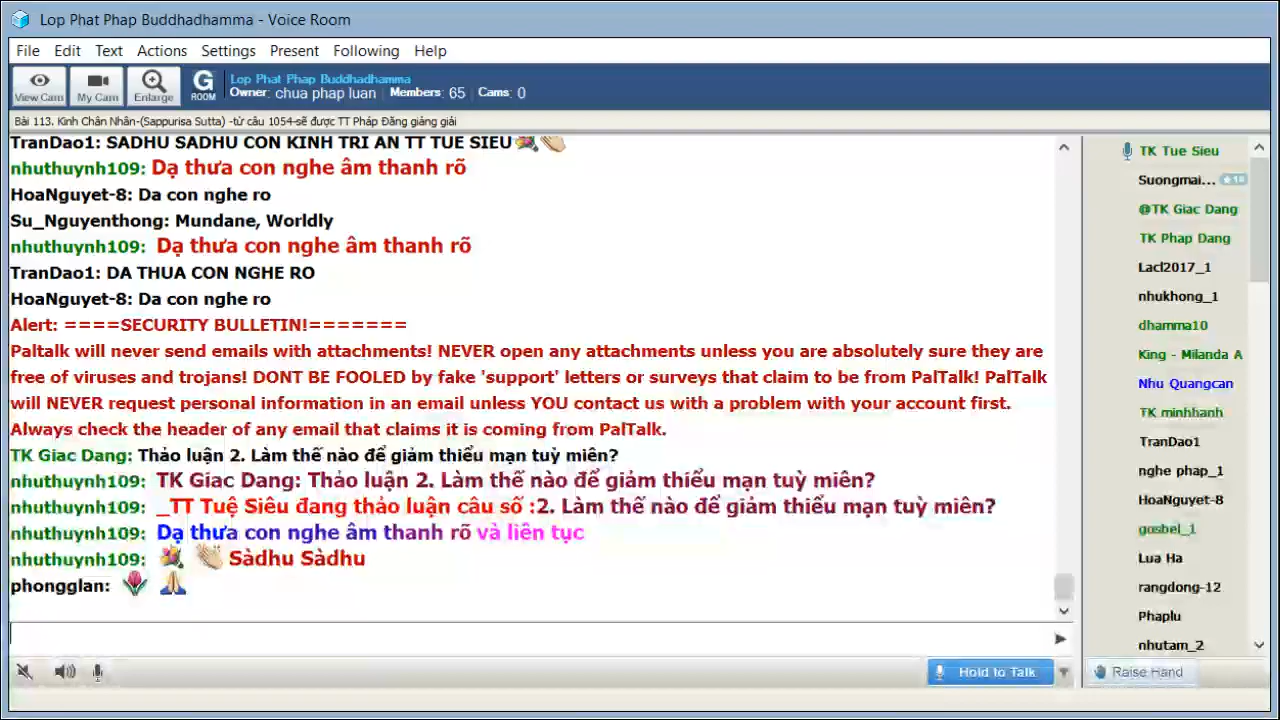 Lop Phat Phap Buddhadhamma - Voice Room
File Edit Text Actions Settings Present Following Help
View Cam My Cam Enlarge G ROOM
Lop Phat Phap Buddhadhamma
Owner: chua phap luan Members: 65 Cams: 0
Bài 113. Kinh Chân Nhân-(Sappurisa Sutta) -từ câu 1054-sẽ được TT Pháp Đăng giảng giải
TranDao1: SADHU SADHU CON KINH TRI AN TT TUE SIEU
nhuthuynh109: Dạ thưa con nghe âm thanh rõ
HoaNguyet-8: Da con nghe ro
Su_Nguyenthong: Mundane, Worldly
nhuthuynh109: Dạ thưa con nghe âm thanh rõ
TranDao1: DA THUA CON NGHE RO
HoaNguyet-8: Da con nghe ro
Alert: ====SECURITY BULLETIN!=======
Paltalk will never send emails with attachments! NEVER open any attachments unless you are absolutely sure they are
free of viruses and trojans! DONT BE FOOLED by fake 'support' letters or surveys that claim to be from PalTalk! PalTalk
will NEVER request personal information in an email unless YOU contact us with a problem with your account first.
Always check the header of any email that claims it is coming from PalTalk.
TK Giac Dang: Thảo luận 2. Làm thế nào để giảm thiểu mạn tuỳ miên?
nhuthuynh109: TK Giac Dang: Thảo luận 2. Làm thế nào để giảm thiểu mạn tuỳ miên?
nhuthuynh109: _TT Tuệ Siêu đang thảo luận câu số :2. Làm thế nào để giảm thiểu mạn tuỳ miên?
nhuthuynh109: Dạ thưa con nghe âm thanh rõ và liên tục
nhuthuynh109: Sàdhu Sàdhu
phongglan:
TK Tue Sieu
Suongmai... 18
@TK Giac Dang
TK Phap Dang
Lacl2017_1
nhukhong_1
dhamma10
King - Milanda A
Nhu Quangcan
TK minhhanh
TranDao1
nghe phap_1
HoaNguyet-8
gosbel_1
Lua Ha
rangdong-12
Phaplu
nhutam_2
Hold to Talk
Raise Hand